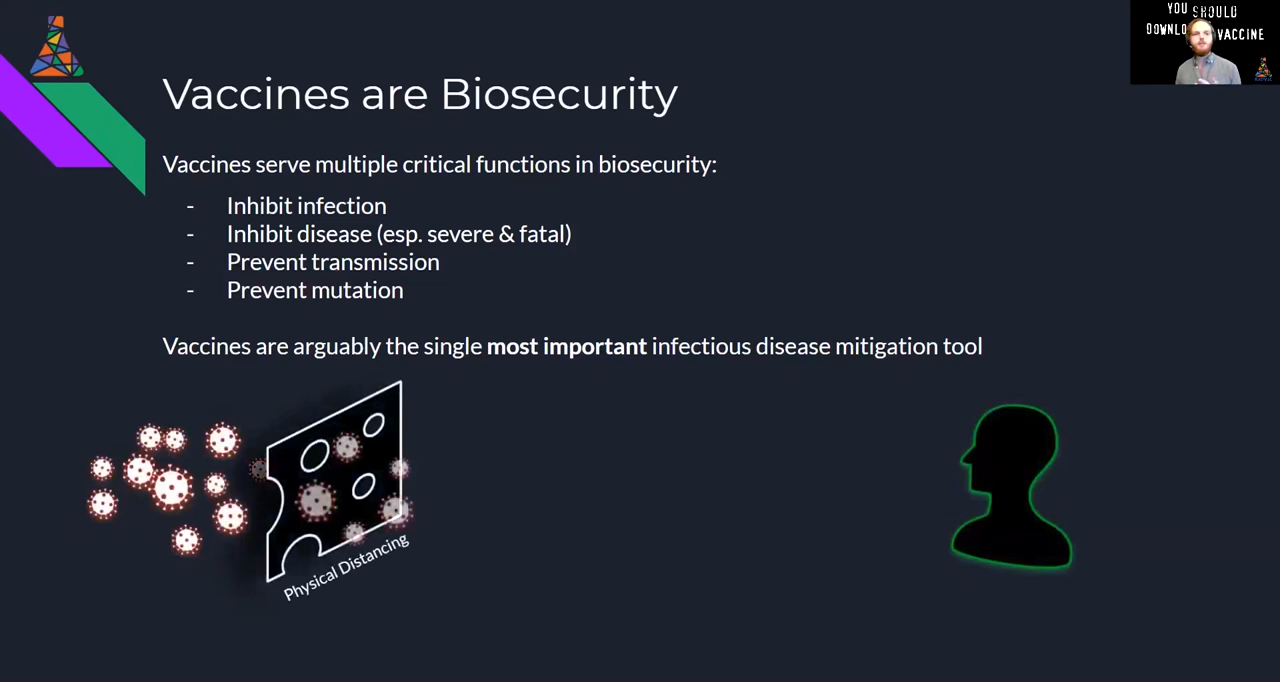 YOU SHOULD
DOWNLO VACCINE
Vaccines are Biosecurity
Vaccines serve multiple critical functions in biosecurity:
- Inhibit infection
- Inhibit disease (esp. severe & fatal)
- Prevent transmission
- Prevent mutation
Vaccines are arguably the single most important infectious disease mitigation tool
Physical Distancing